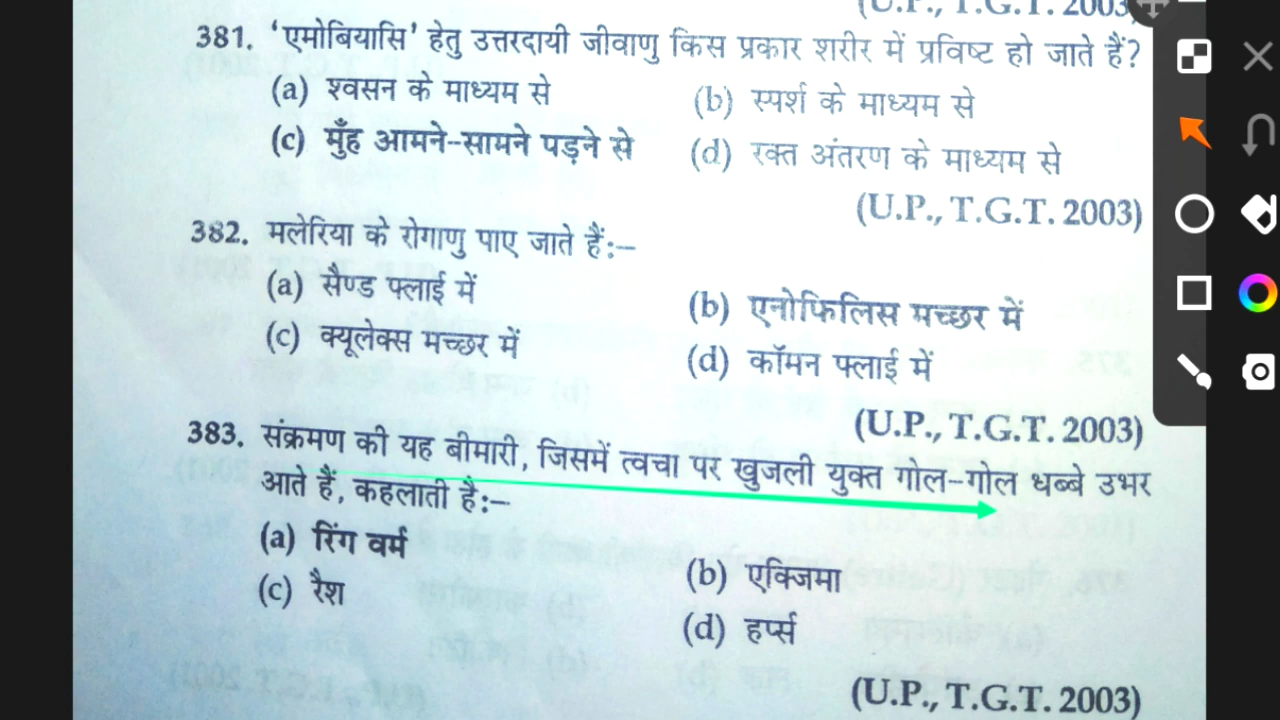 (U.P., T.G.T. 2003)
381. 'एमोबियासि' हेतु उत्तरदायी जीवाणु किस प्रकार शरीर में प्रविष्ट हो जाते हैं?
(a) श्वसन के माध्यम से (b) स्पर्श के माध्यम से
(c) मुँह आमने-सामने पड़ने से (d) रक्त अंतरण के माध्यम से
(U.P., T.G.T. 2003)
382. मलेरिया के रोगाणु पाए जाते हैं:–
(a) सैण्ड फ्लाई में (b) एनोफिलिस मच्छर में
(c) क्यूलेक्स मच्छर में (d) कॉमन फ्लाई में
(U.P., T.G.T. 2003)
383. संक्रमण की यह बीमारी, जिसमें त्वचा पर खुजली युक्त गोल-गोल धब्बे उभर
आते हैं, कहलाती है:–
(a) रिंग वर्म (b) एक्जिमा
(c) रैश (d) हर्प्स
(U.P., T.G.T. 2003)